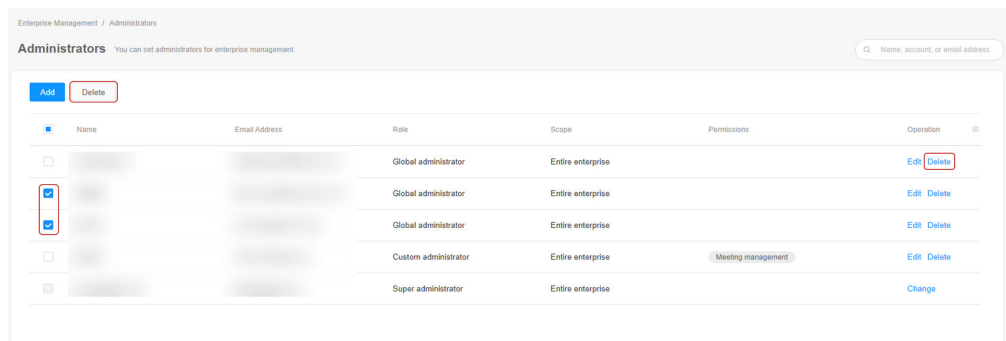 Enterprise Management / Administrators
Administrators You can set administrators for enterprise management.
Name, account, or email address
Add Delete
Name Email Address Role Scope Permissions Operation
Global administrator Entire enterprise Edit Delete
Global administrator Entire enterprise Edit Delete
Global administrator Entire enterprise Edit Delete
Custom administrator Entire enterprise Meeting management Edit Delete
Super administrator Entire enterprise Change